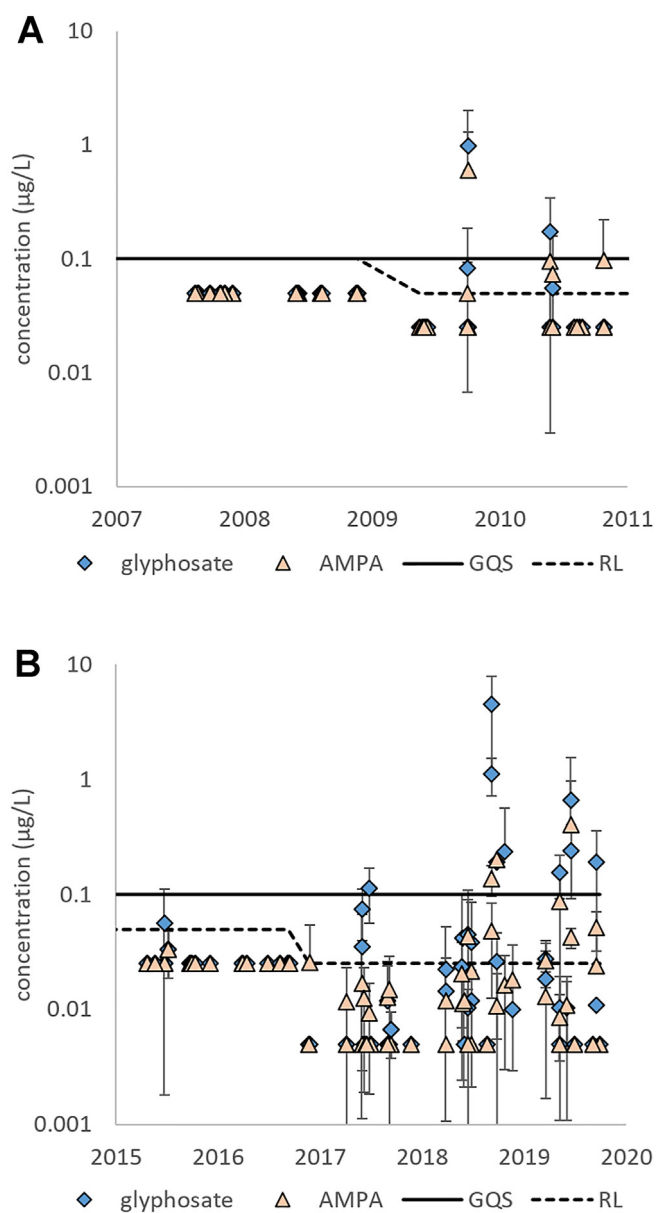 A
10
1
0.1
0.01
0.001
concentration (µg/L)
2007 2008 2009 2010 2011
glyphosate AMPA GQS RL
B
10
1
0.1
0.01
0.001
concentration (µg/L)
2015 2016 2017 2018 2019 2020
glyphosate AMPA GQS RL